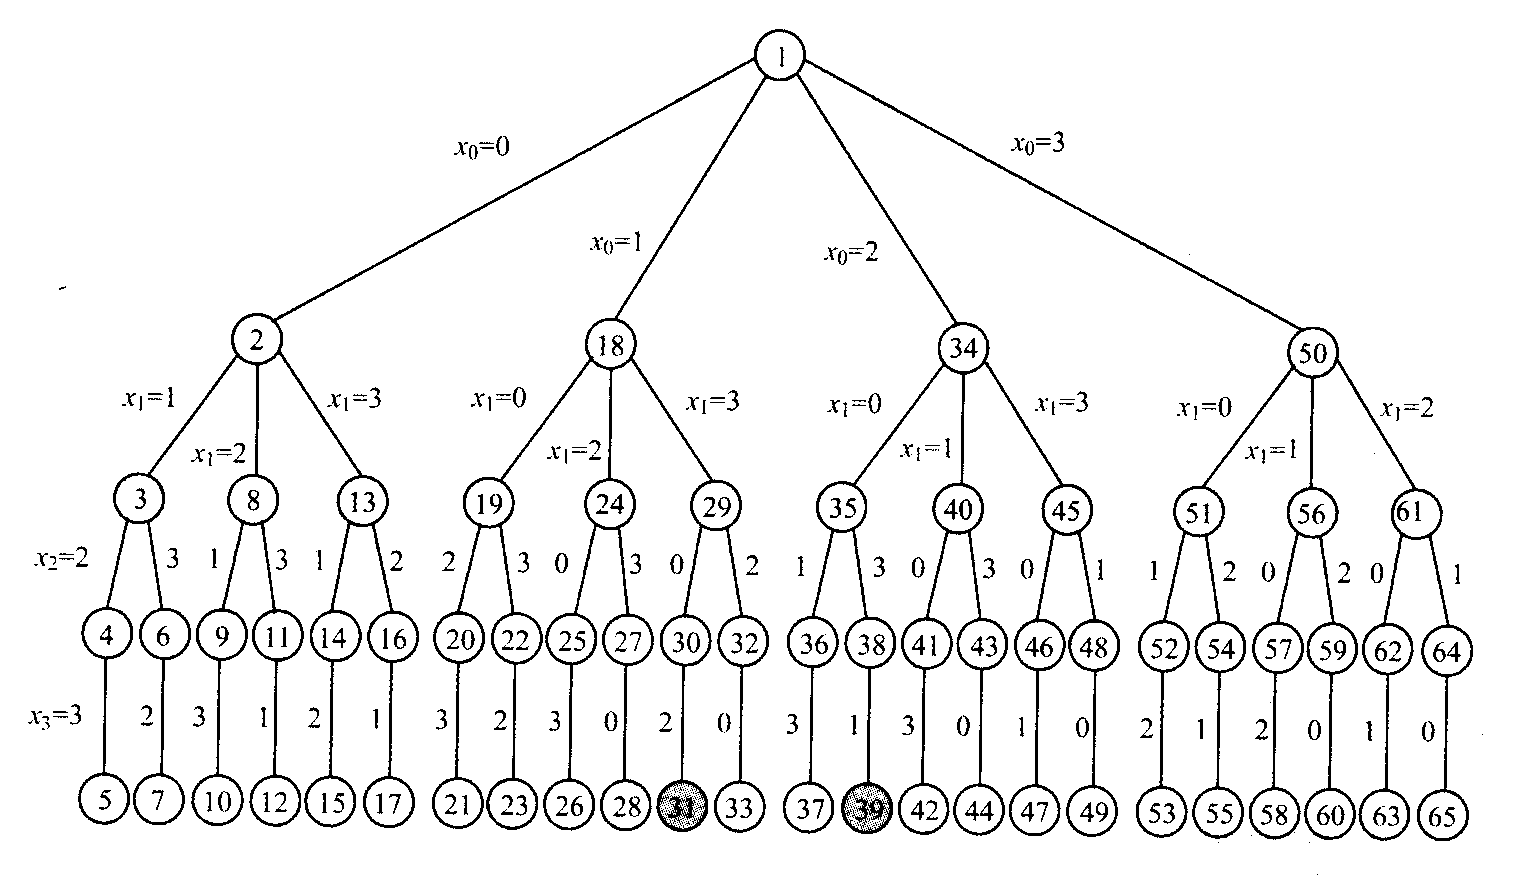 1
x₀=0
x₀=3
x₀=1
x₀=2
2 18 34 50
x₁=1 x₁=3 x₁=0 x₁=3 x₁=0 x₁=3 x₁=0 x₁=2
x₁=2 x₁=2 x₁=1 x₁=1
3 8 13 19 24 29 35 40 45 51 56 61
x₂=2 3 1 3 1 2 2 3 0 3 0 2 1 3 0 3 0 1 1 2 0 2 0 1
4 6 9 11 14 16 20 22 25 27 30 32 36 38 41 43 46 48 52 54 57 59 62 64
x₃=3 2 3 1 2 1 3 2 3 0 2 0 3 1 3 0 1 0 2 1 2 0 1 0
5 7 10 12 15 17 21 23 26 28 31 33 37 39 42 44 47 49 53 55 58 60 63 65